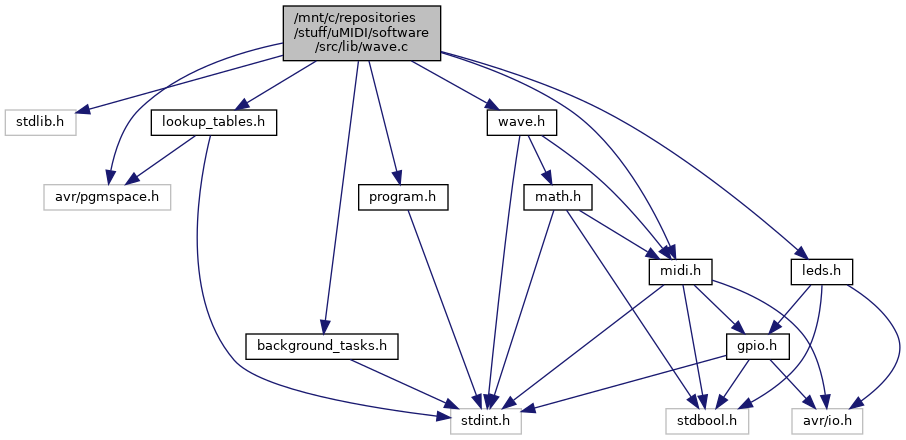 /mnt/c/repositories
/stuff/uMIDI/software
/src/lib/wave.c
stdlib.h
lookup_tables.h
wave.h
avr/pgmspace.h
program.h
math.h
midi.h
leds.h
background_tasks.h
gpio.h
stdint.h
stdbool.h
avr/io.h